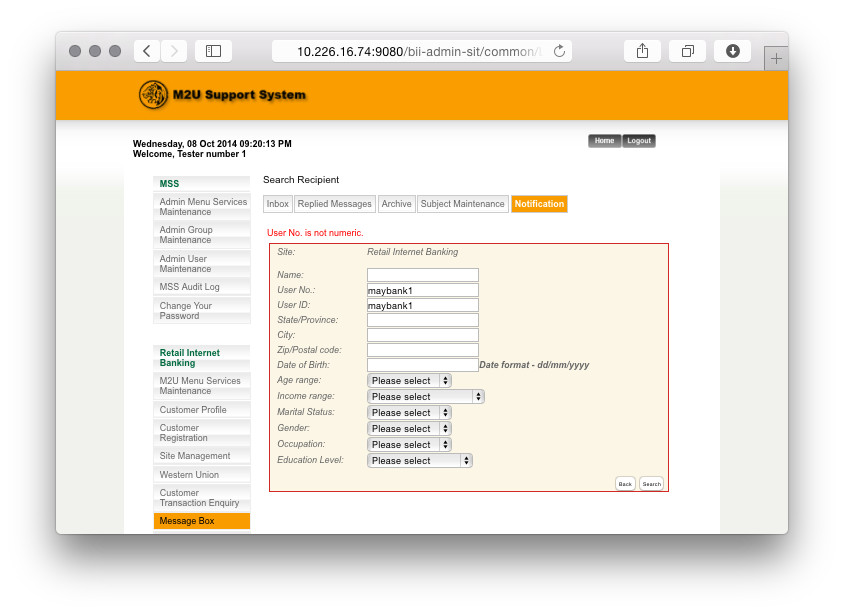 10.226.16.74:9080/bii-admin-sit/common/
M2U Support System
Wednesday, 08 Oct 2014 09:20:13 PM
Welcome, Tester number 1
Home Logout
MSS
Admin Menu Services
Maintenance
Admin Group
Maintenance
Admin User
Maintenance
MSS Audit Log
Change Your
Password
Retail Internet
Banking
M2U Menu Services
Maintenance
Customer Profile
Customer
Registration
Site Management
Western Union
Customer
Transaction Enquiry
Message Box
Search Recipient
Inbox Replied Messages Archive Subject Maintenance Notification
User No. is not numeric.
Site: Retail Internet Banking
Name:
User No.: maybank1
User ID: maybank1
State/Province:
City:
Zip/Postal code:
Date of Birth: Date format - dd/mm/yyyy
Age range: Please select
Income range: Please select
Marital Status: Please select
Gender: Please select
Occupation: Please select
Education Level: Please select
Back Search